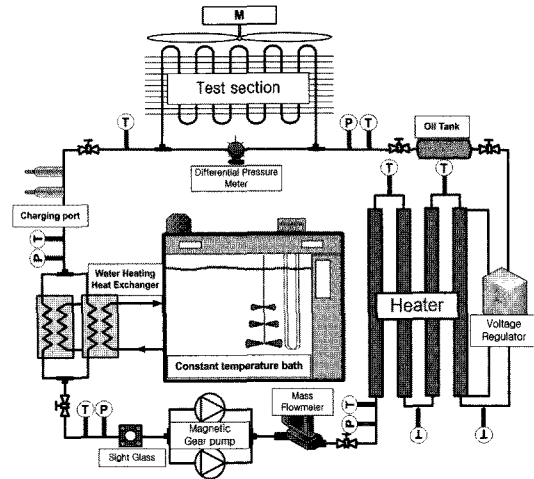 M
Test section
T
P
T
Oil Tank
Differential Pressure
Meter
T
T
Charging port
T
P
Water Heating
Heat Exchanger
Heater
Voltage
Regulator
Constant temperature bath
Mass
Flowmeter
T
P
T
P
Magnetic
Gear pump
Sight Glass
T
T